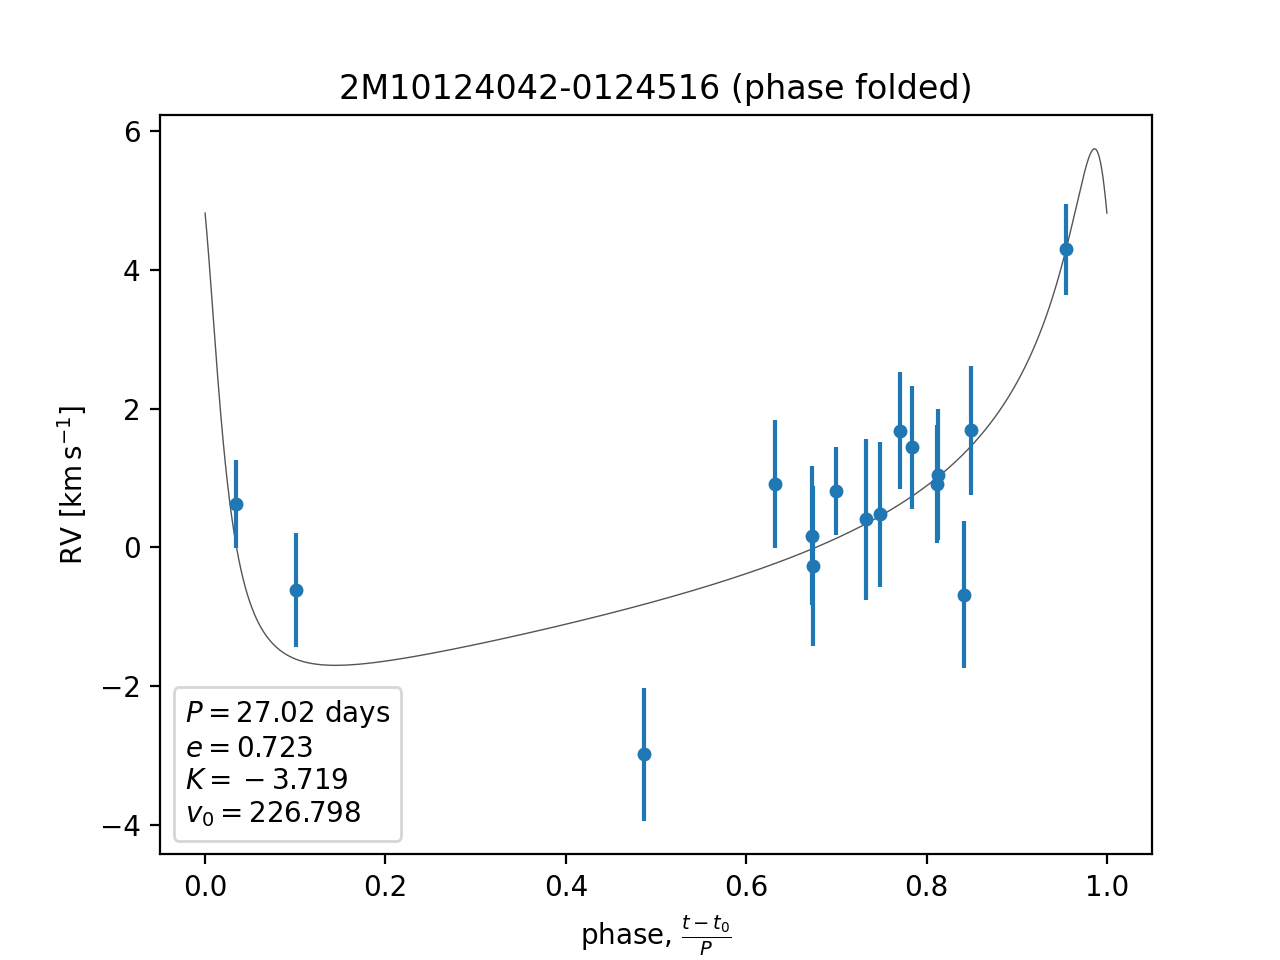 2M10124042-0124516 (phase folded)
6
4
2
0
−2
−4
RV [km s⁻¹]
P = 27.02 days
e = 0.723
K = −3.719
v₀ = 226.798
0.0 0.2 0.4 0.6 0.8 1.0
phase, (t − t₀)/P